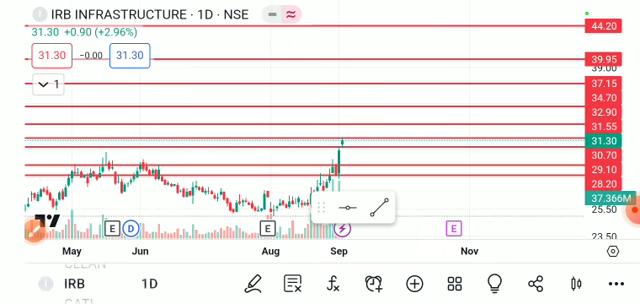 IRB INFRASTRUCTURE · 1D · NSE
31.30 +0.90 (+2.96%)
31.30 −0.00 31.30
1
44.20
39.95
39.00
37.15
34.70
32.90
31.55
31.30
30.70
29.10
28.20
37.366M
25.50
23.50
E D E E
May Jun Aug Sep Nov
IRB 1D